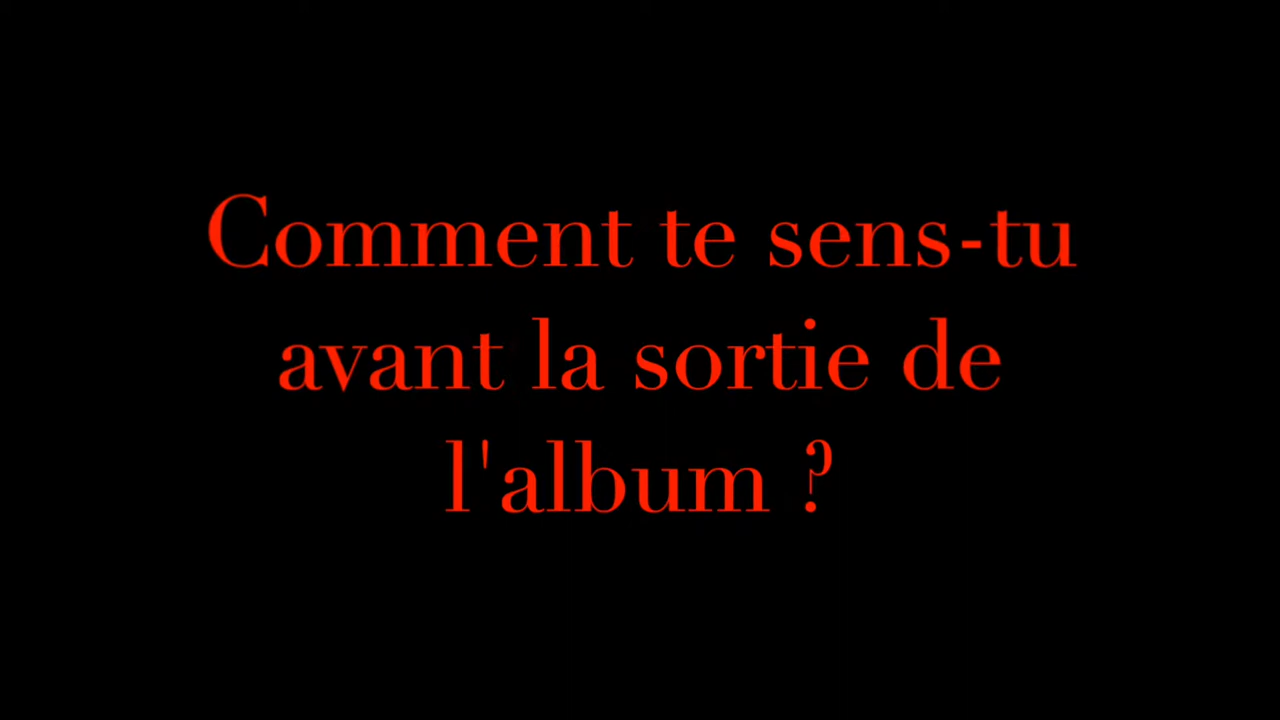 Comment te sens-tu
avant la sortie de
l'album ?